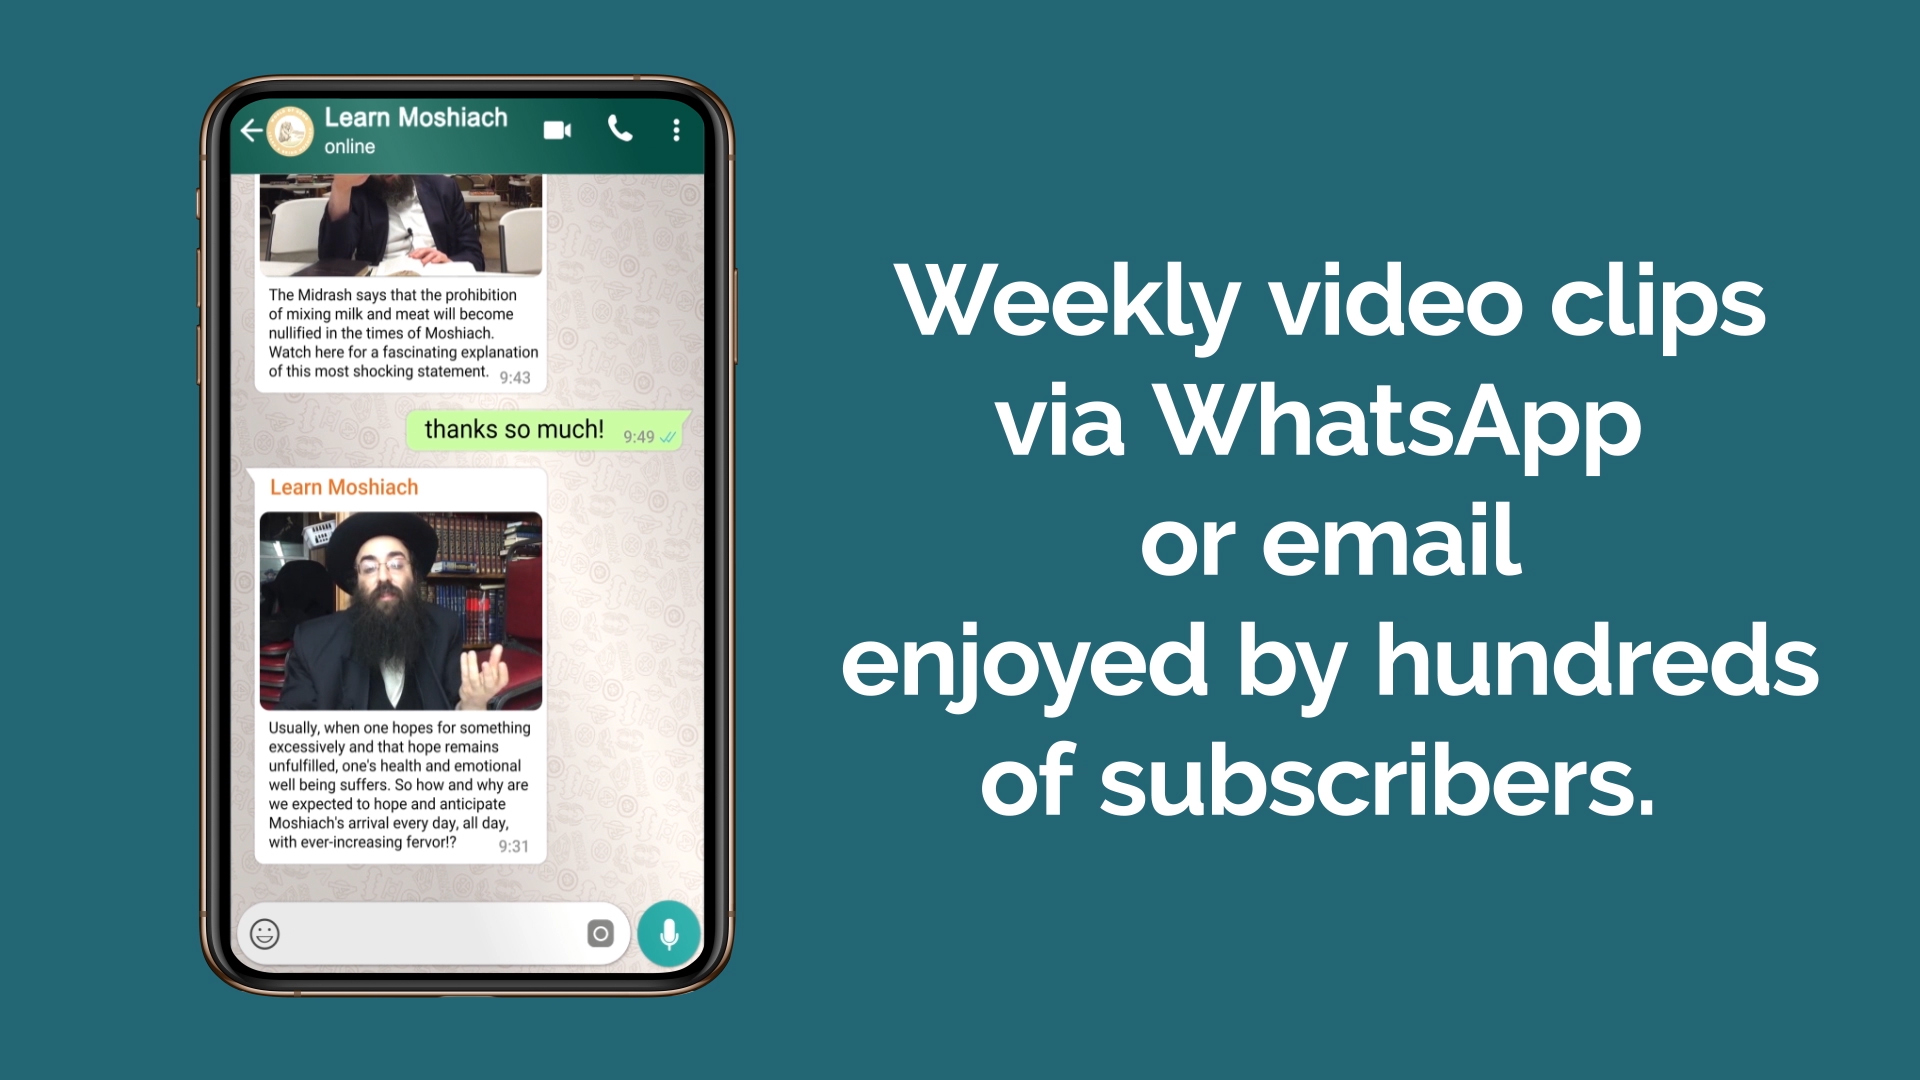 Learn Moshiach
online
The Midrash says that the prohibition
of mixing milk and meat will become
nullified in the times of Moshiach.
Watch here for a fascinating explanation
of this most shocking statement. 9:43
thanks so much! 9:49
Learn Moshiach
Usually, when one hopes for something
excessively and that hope remains
unfulfilled, one's health and emotional
well being suffers. So how and why are
we expected to hope and anticipate
Moshiach's arrival every day, all day,
with ever-increasing fervor!? 9:31
Weekly video clips
via WhatsApp
or email
enjoyed by hundreds
of subscribers.